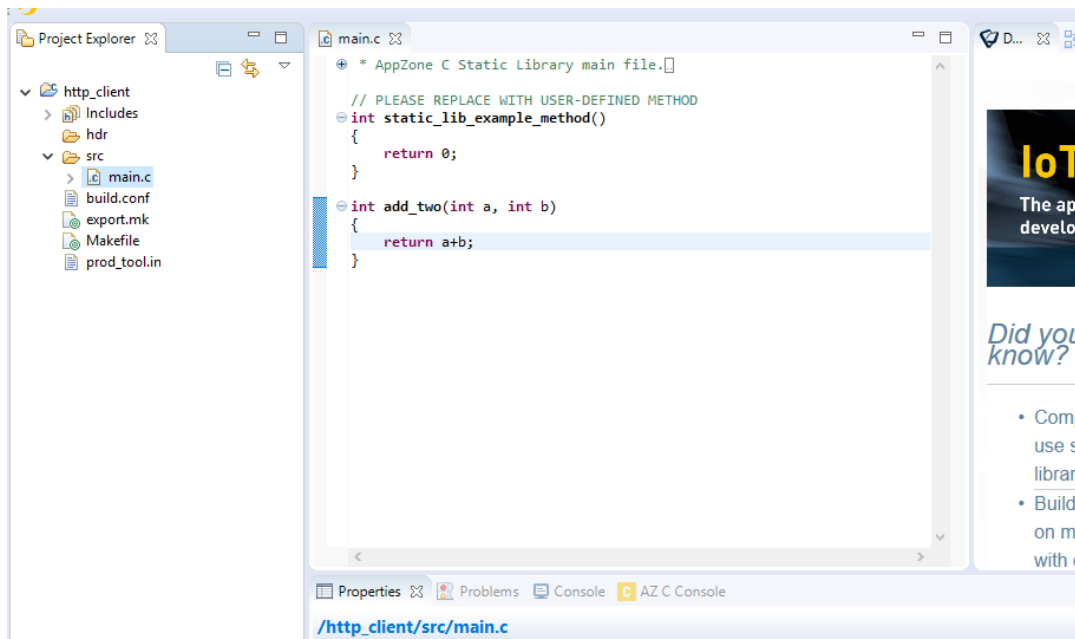 Project Explorer
http_client
Includes
hdr
src
main.c
build.conf
export.mk
Makefile
prod_tool.in
main.c
* AppZone C Static Library main file.
// PLEASE REPLACE WITH USER-DEFINED METHOD
int static_lib_example_method()
{
return 0;
}
int add_two(int a, int b)
{
return a+b;
}
D...
IoT
The ap
develo
Did you
know?
• Com
use s
librar
• Build
on m
with
Properties
Problems
Console
AZ C Console
/http_client/src/main.c